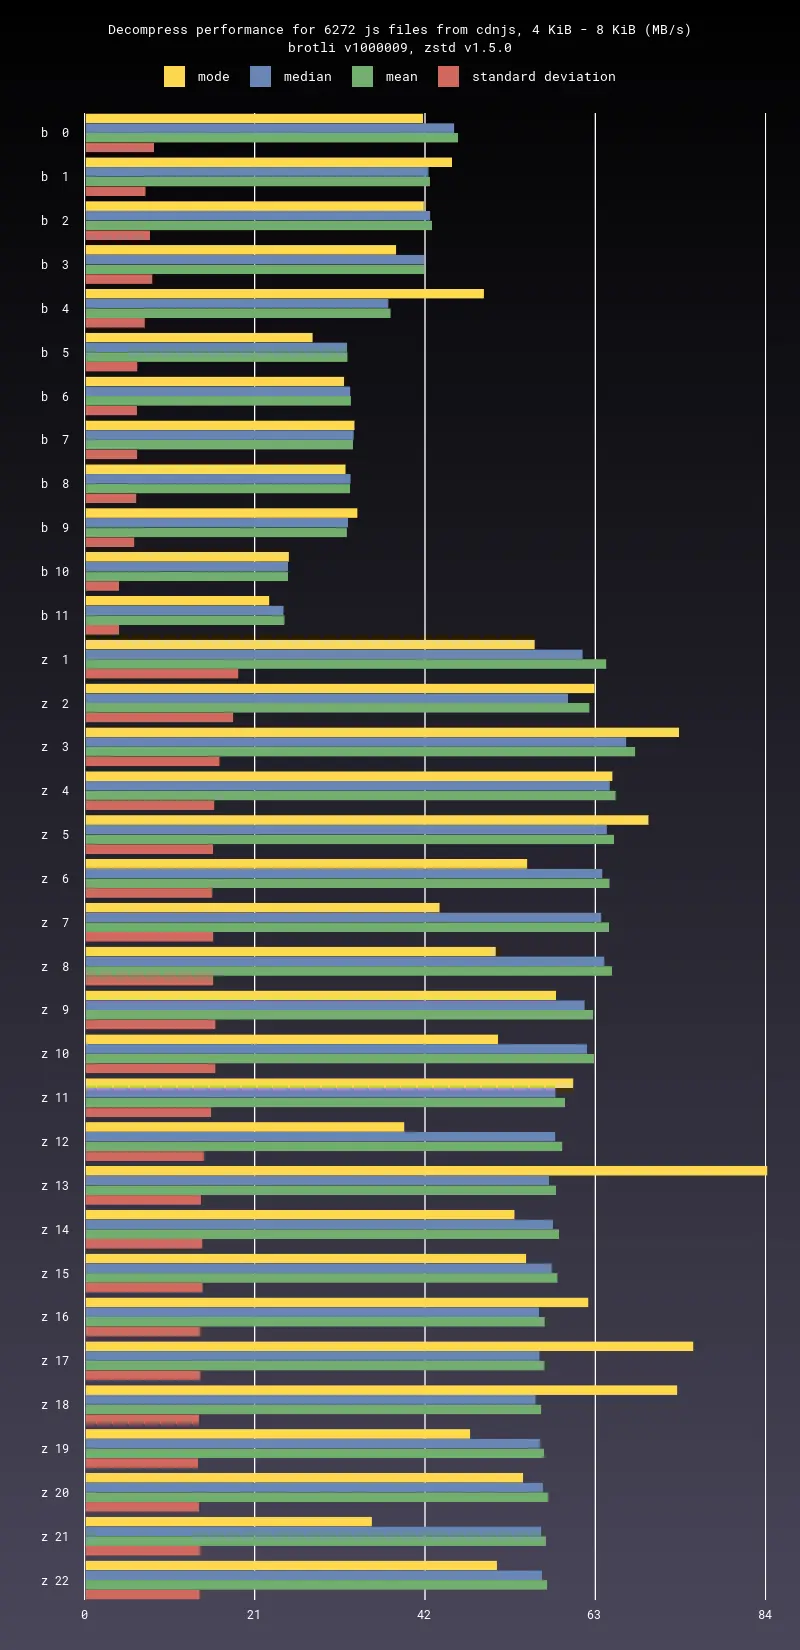 Decompress performance for 6272 js files from cdnjs, 4 KiB - 8 KiB (MB/s)
brotli v1000009, zstd v1.5.0
mode median mean standard deviation
b 0
b 1
b 2
b 3
b 4
b 5
b 6
b 7
b 8
b 9
b 10
b 11
z 1
z 2
z 3
z 4
z 5
z 6
z 7
z 8
z 9
z 10
z 11
z 12
z 13
z 14
z 15
z 16
z 17
z 18
z 19
z 20
z 21
z 22
0 21 42 63 84